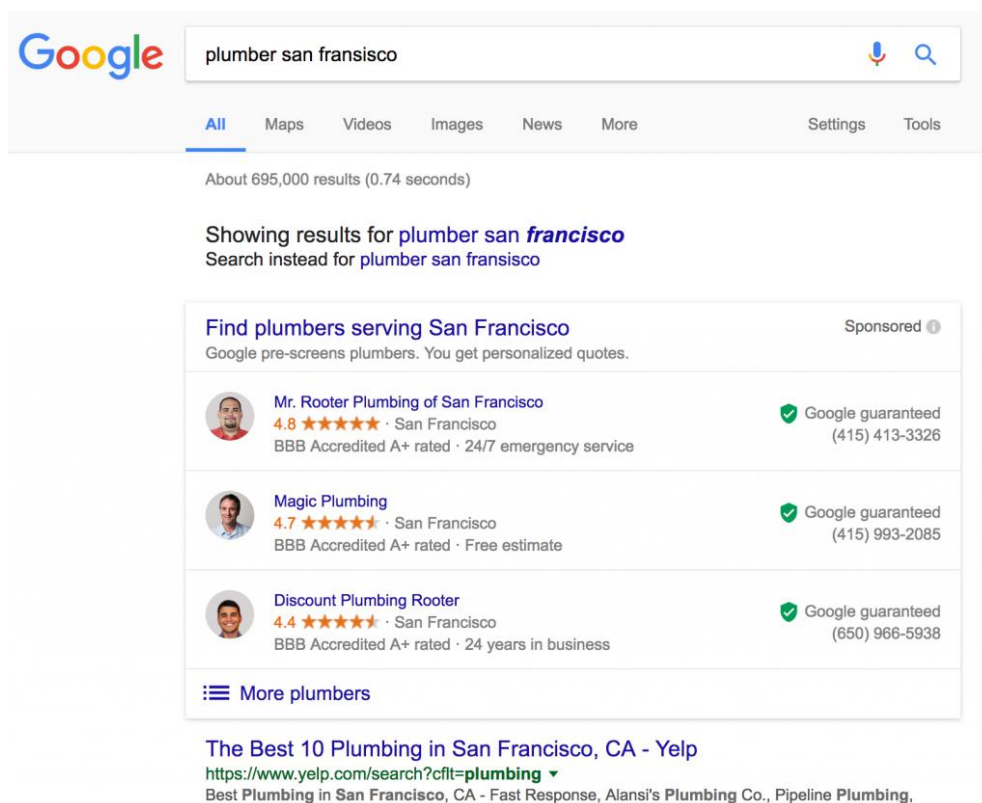 Google
plumber san fransisco
All Maps Videos Images News More Settings Tools
About 695,000 results (0.74 seconds)
Showing results for plumber san francisco
Search instead for plumber san fransisco
Find plumbers serving San Francisco Sponsored
Google pre-screens plumbers. You get personalized quotes.
Mr. Rooter Plumbing of San Francisco
4.8 ★★★★★ · San Francisco
BBB Accredited A+ rated · 24/7 emergency service
Google guaranteed
(415) 413-3326
Magic Plumbing
4.7 ★★★★★ · San Francisco
BBB Accredited A+ rated · Free estimate
Google guaranteed
(415) 993-2085
Discount Plumbing Rooter
4.4 ★★★★★ · San Francisco
BBB Accredited A+ rated · 24 years in business
Google guaranteed
(650) 966-5938
More plumbers
The Best 10 Plumbing in San Francisco, CA - Yelp
https://www.yelp.com/search?cflt=plumbing
Best Plumbing in San Francisco, CA - Fast Response, Alansi's Plumbing Co., Pipeline Plumbing,